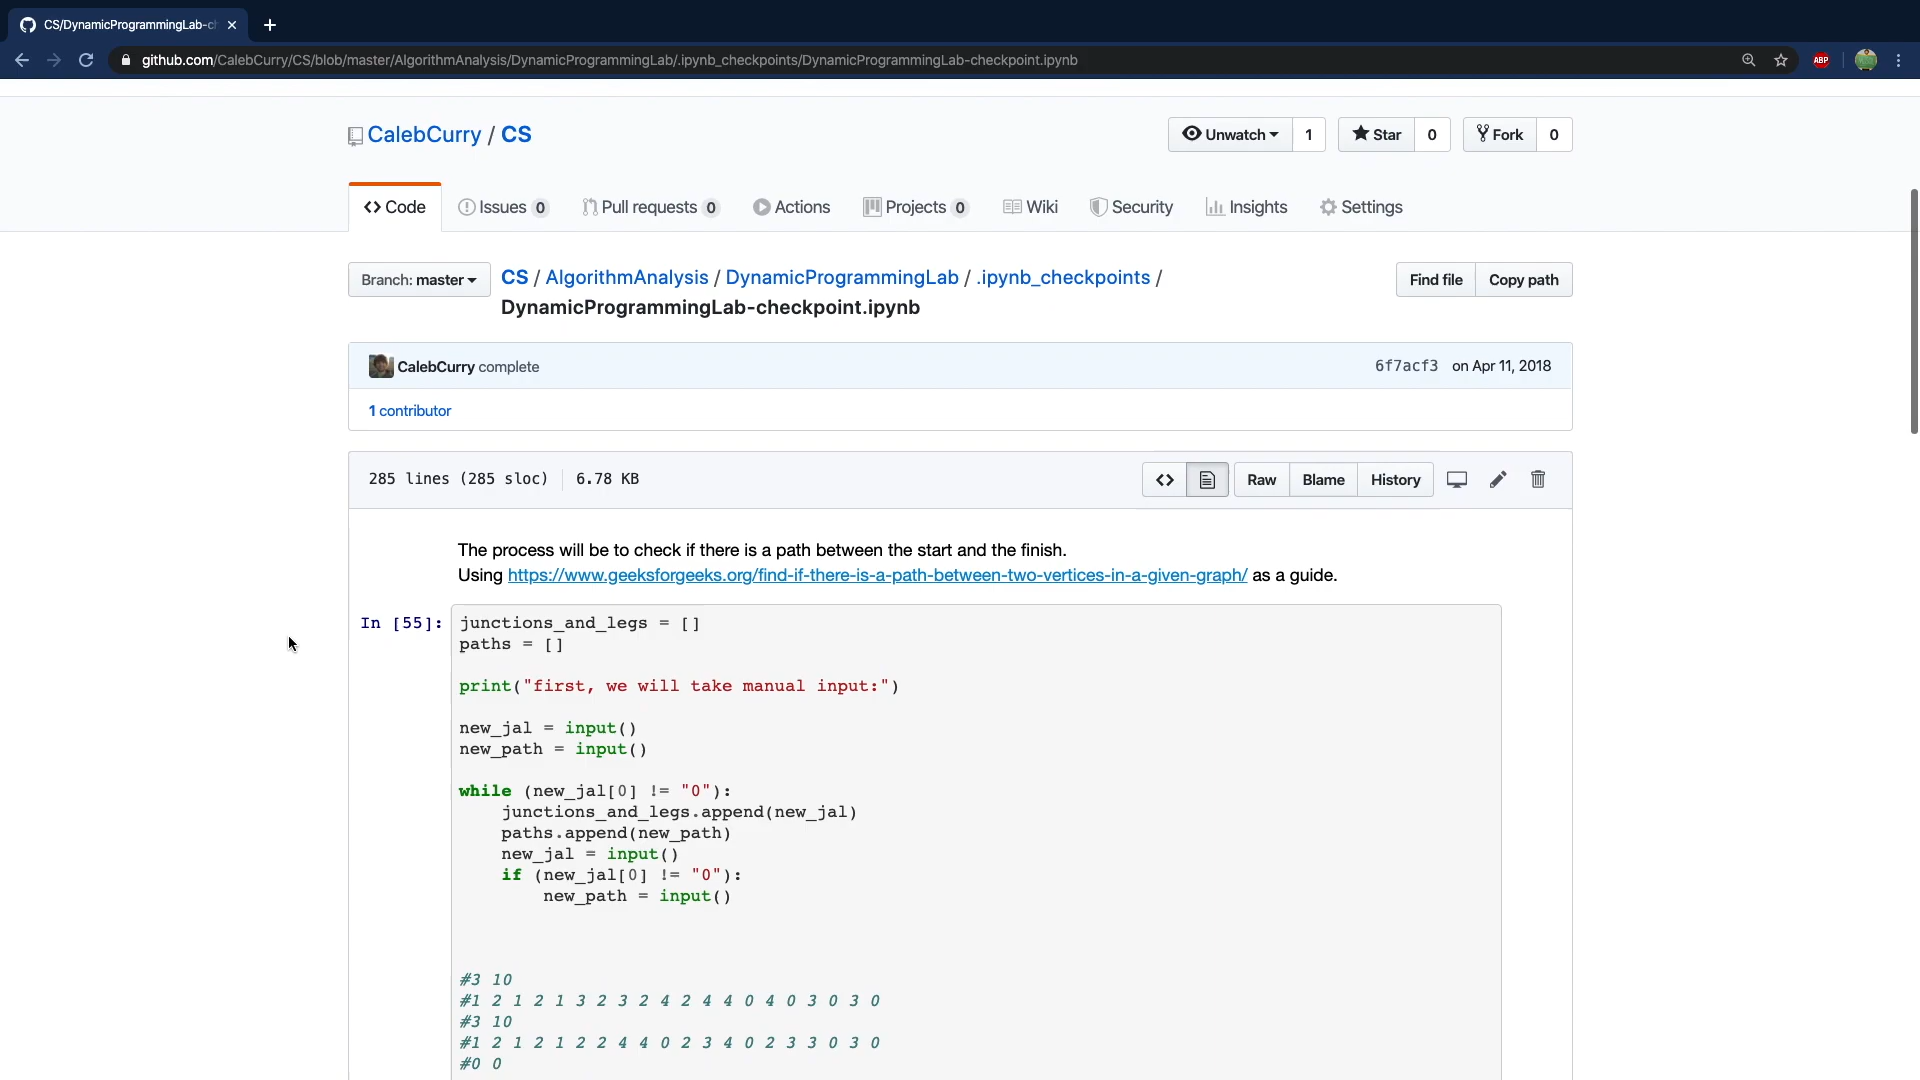 CS/DynamicProgrammingLab-ch
github.com/CalebCurry/CS/blob/master/AlgorithmAnalysis/DynamicProgrammingLab/.ipynb_checkpoints/DynamicProgrammingLab-checkpoint.ipynb
ABP
CalebCurry / CS
Unwatch 1
Star 0
Fork 0
Code
Issues 0
Pull requests 0
Actions
Projects 0
Wiki
Security
Insights
Settings
Branch: master
CS / AlgorithmAnalysis / DynamicProgrammingLab / .ipynb_checkpoints /
DynamicProgrammingLab-checkpoint.ipynb
Find file
Copy path
CalebCurry complete
6f7acf3 on Apr 11, 2018
1 contributor
285 lines (285 sloc)
6.78 KB
Raw
Blame
History
The process will be to check if there is a path between the start and the finish.
Using https://www.geeksforgeeks.org/find-if-there-is-a-path-between-two-vertices-in-a-given-graph/ as a guide.
In [55]:
junctions_and_legs = []
paths = []
print("first, we will take manual input:")
new_jal = input()
new_path = input()
while (new_jal[0] != "0"):
    junctions_and_legs.append(new_jal)
    paths.append(new_path)
    new_jal = input()
    if (new_jal[0] != "0"):
        new_path = input()
#3 10
#1 2 1 2 1 3 2 3 2 4 2 4 4 0 4 0 3 0 3 0
#3 10
#1 2 1 2 1 2 2 4 4 0 2 3 4 0 2 3 3 0 3 0
#0 0